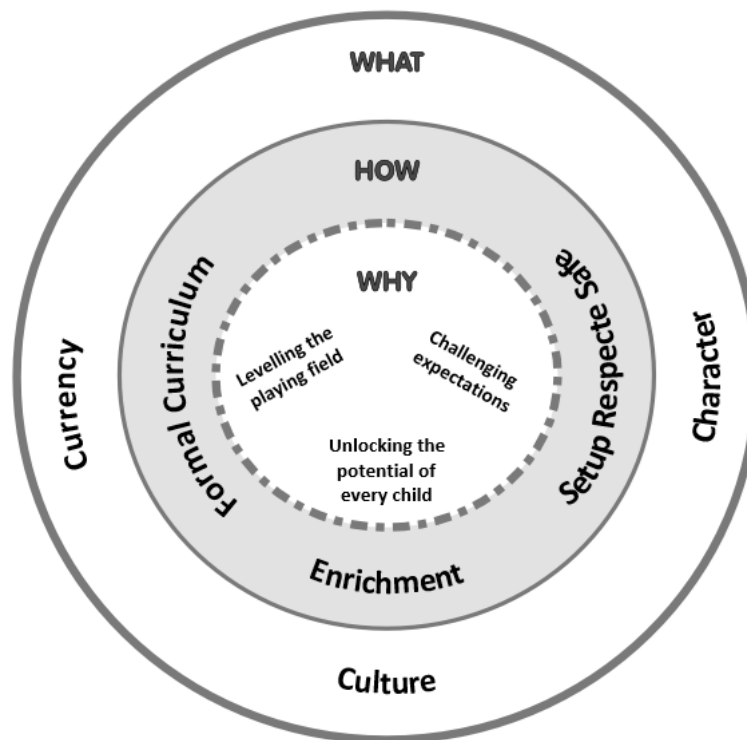 WHAT
HOW
WHY
Levelling the
playing field
Challenging
expectations
Unlocking the
potential of
every child
Currency
Formal Curriculum
Setup Respecte Safe
Character
Enrichment
Culture